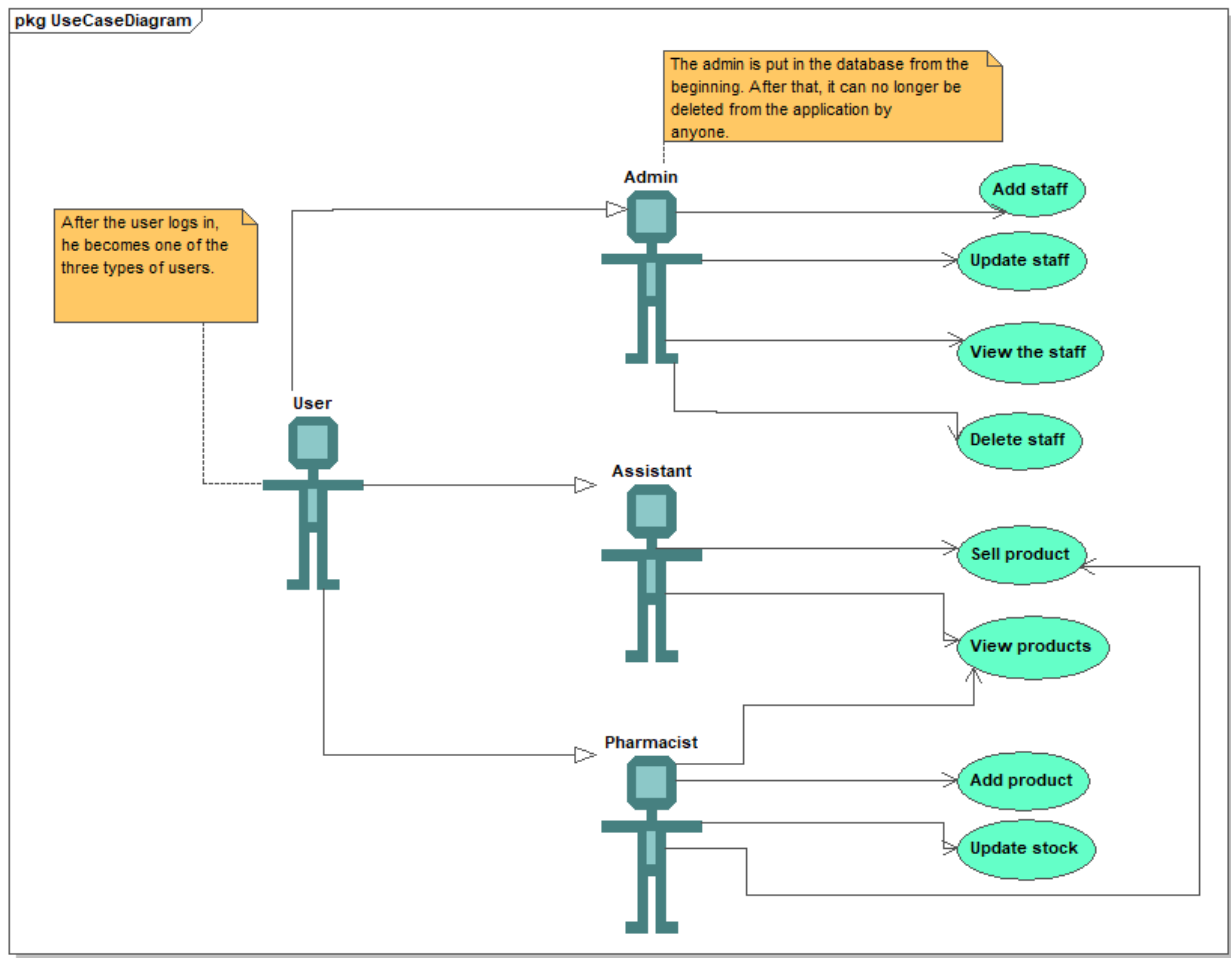 pkg UseCaseDiagram
The admin is put in the database from the
beginning. After that, it can no longer be
deleted from the application by
anyone.
Admin
Add staff
After the user logs in,
he becomes one of the
three types of users.
Update staff
View the staff
User
Delete staff
Assistant
Sell product
View products
Pharmacist
Add product
Update stock